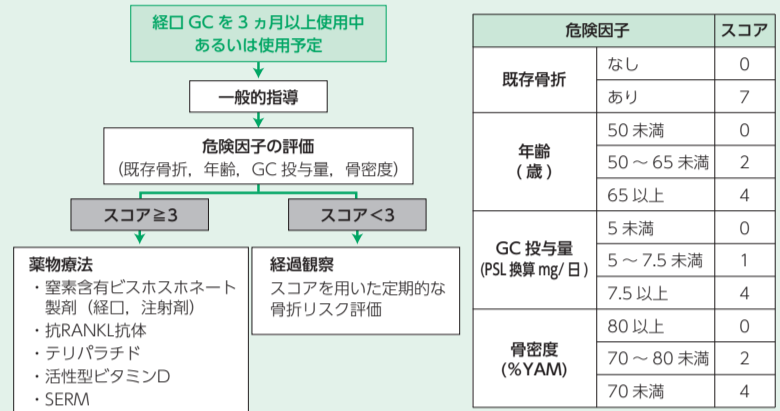 経口 GC を 3 ヵ月以上使用中
あるいは使用予定
一般的指導
危険因子の評価
（既存骨折，年齢，GC 投与量，骨密度）
スコア≧3
スコア<3
薬物療法
・窒素含有ビスホスホネート
製剤（経口，注射剤）
・抗RANKL抗体
・テリパラチド
・活性型ビタミンD
・SERM
経過観察
スコアを用いた定期的な
骨折リスク評価
危険因子 スコア
既存骨折 なし 0
あり 7
年齢
（歳） 50 未満 0
50 〜 65 未満 2
65 以上 4
GC 投与量
(PSL 換算 mg/ 日) 5 未満 0
5 〜 7.5 未満 1
7.5 以上 4
骨密度
(%YAM) 80 以上 0
70 〜 80 未満 2
70 未満 4